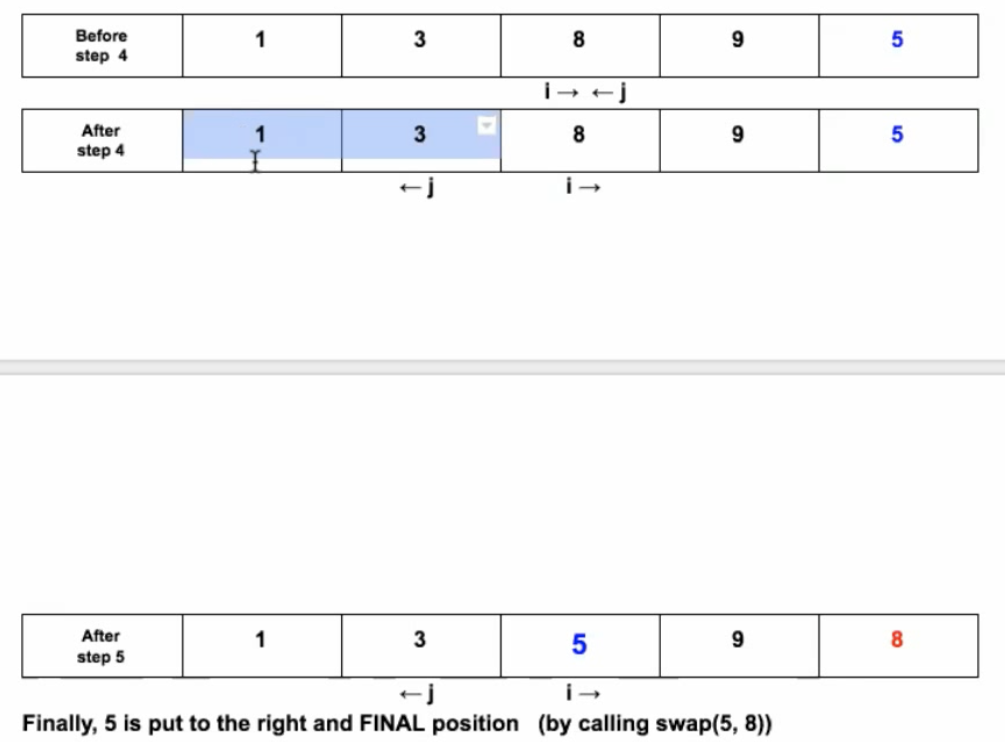 Before step 4 1 3 8 9 5
i→ ←j
After step 4 1 3 8 9 5
←j i→
After step 5 1 3 5 9 8
←j i→
Finally, 5 is put to the right and FINAL position (by calling swap(5, 8))